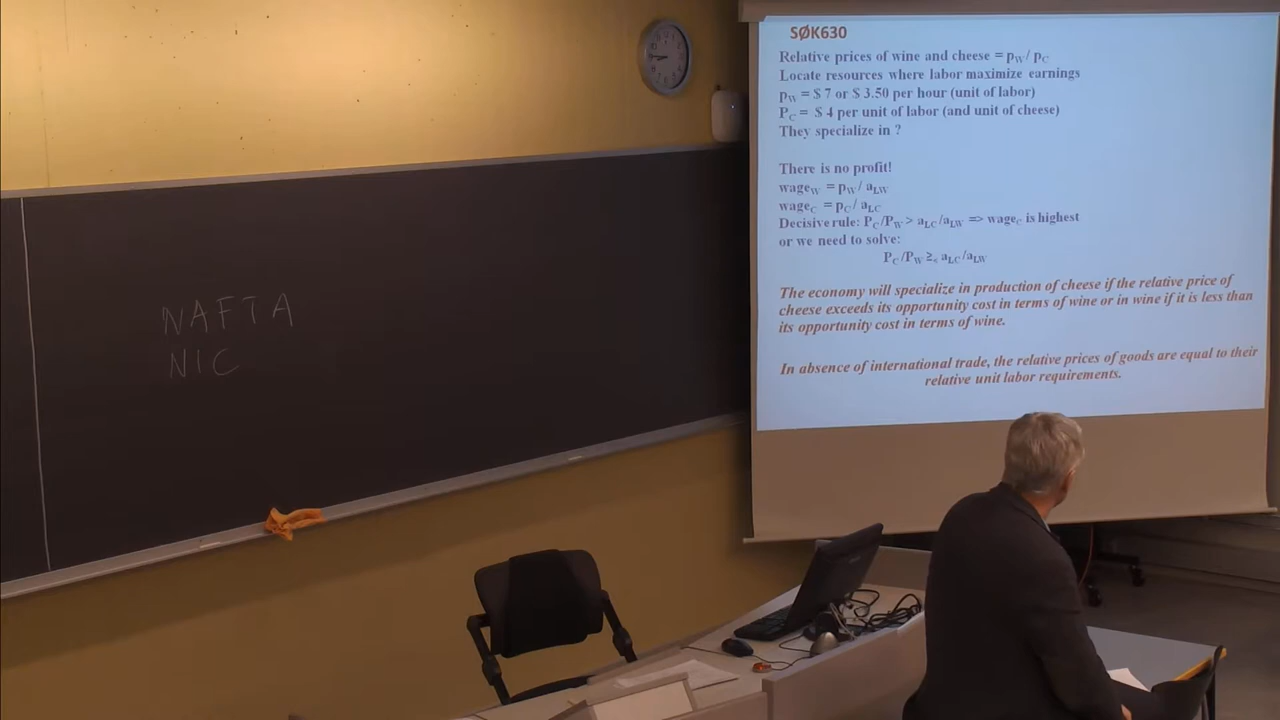 NAFTA
NIC
SØK630
Relative prices of wine and cheese = pW / pC
Locate resources where labor maximize earnings
pW = $ 7 or $ 3.50 per hour (unit of labor)
PC = $ 4 per unit of labor (and unit of cheese)
They specialize in ?
There is no profit!
wageW = pW / aLW
wageC = pC / aLC
Decisive rule: PC/PW > aLC/aLW => wageC is highest
or we need to solve:
PC/PW ≥< aLC/aLW
The economy will specialize in production of cheese if the relative price of
cheese exceeds its opportunity cost in terms of wine or in wine if it is less than
its opportunity cost in terms of wine.
In absence of international trade, the relative prices of goods are equal to their
relative unit labor requirements.